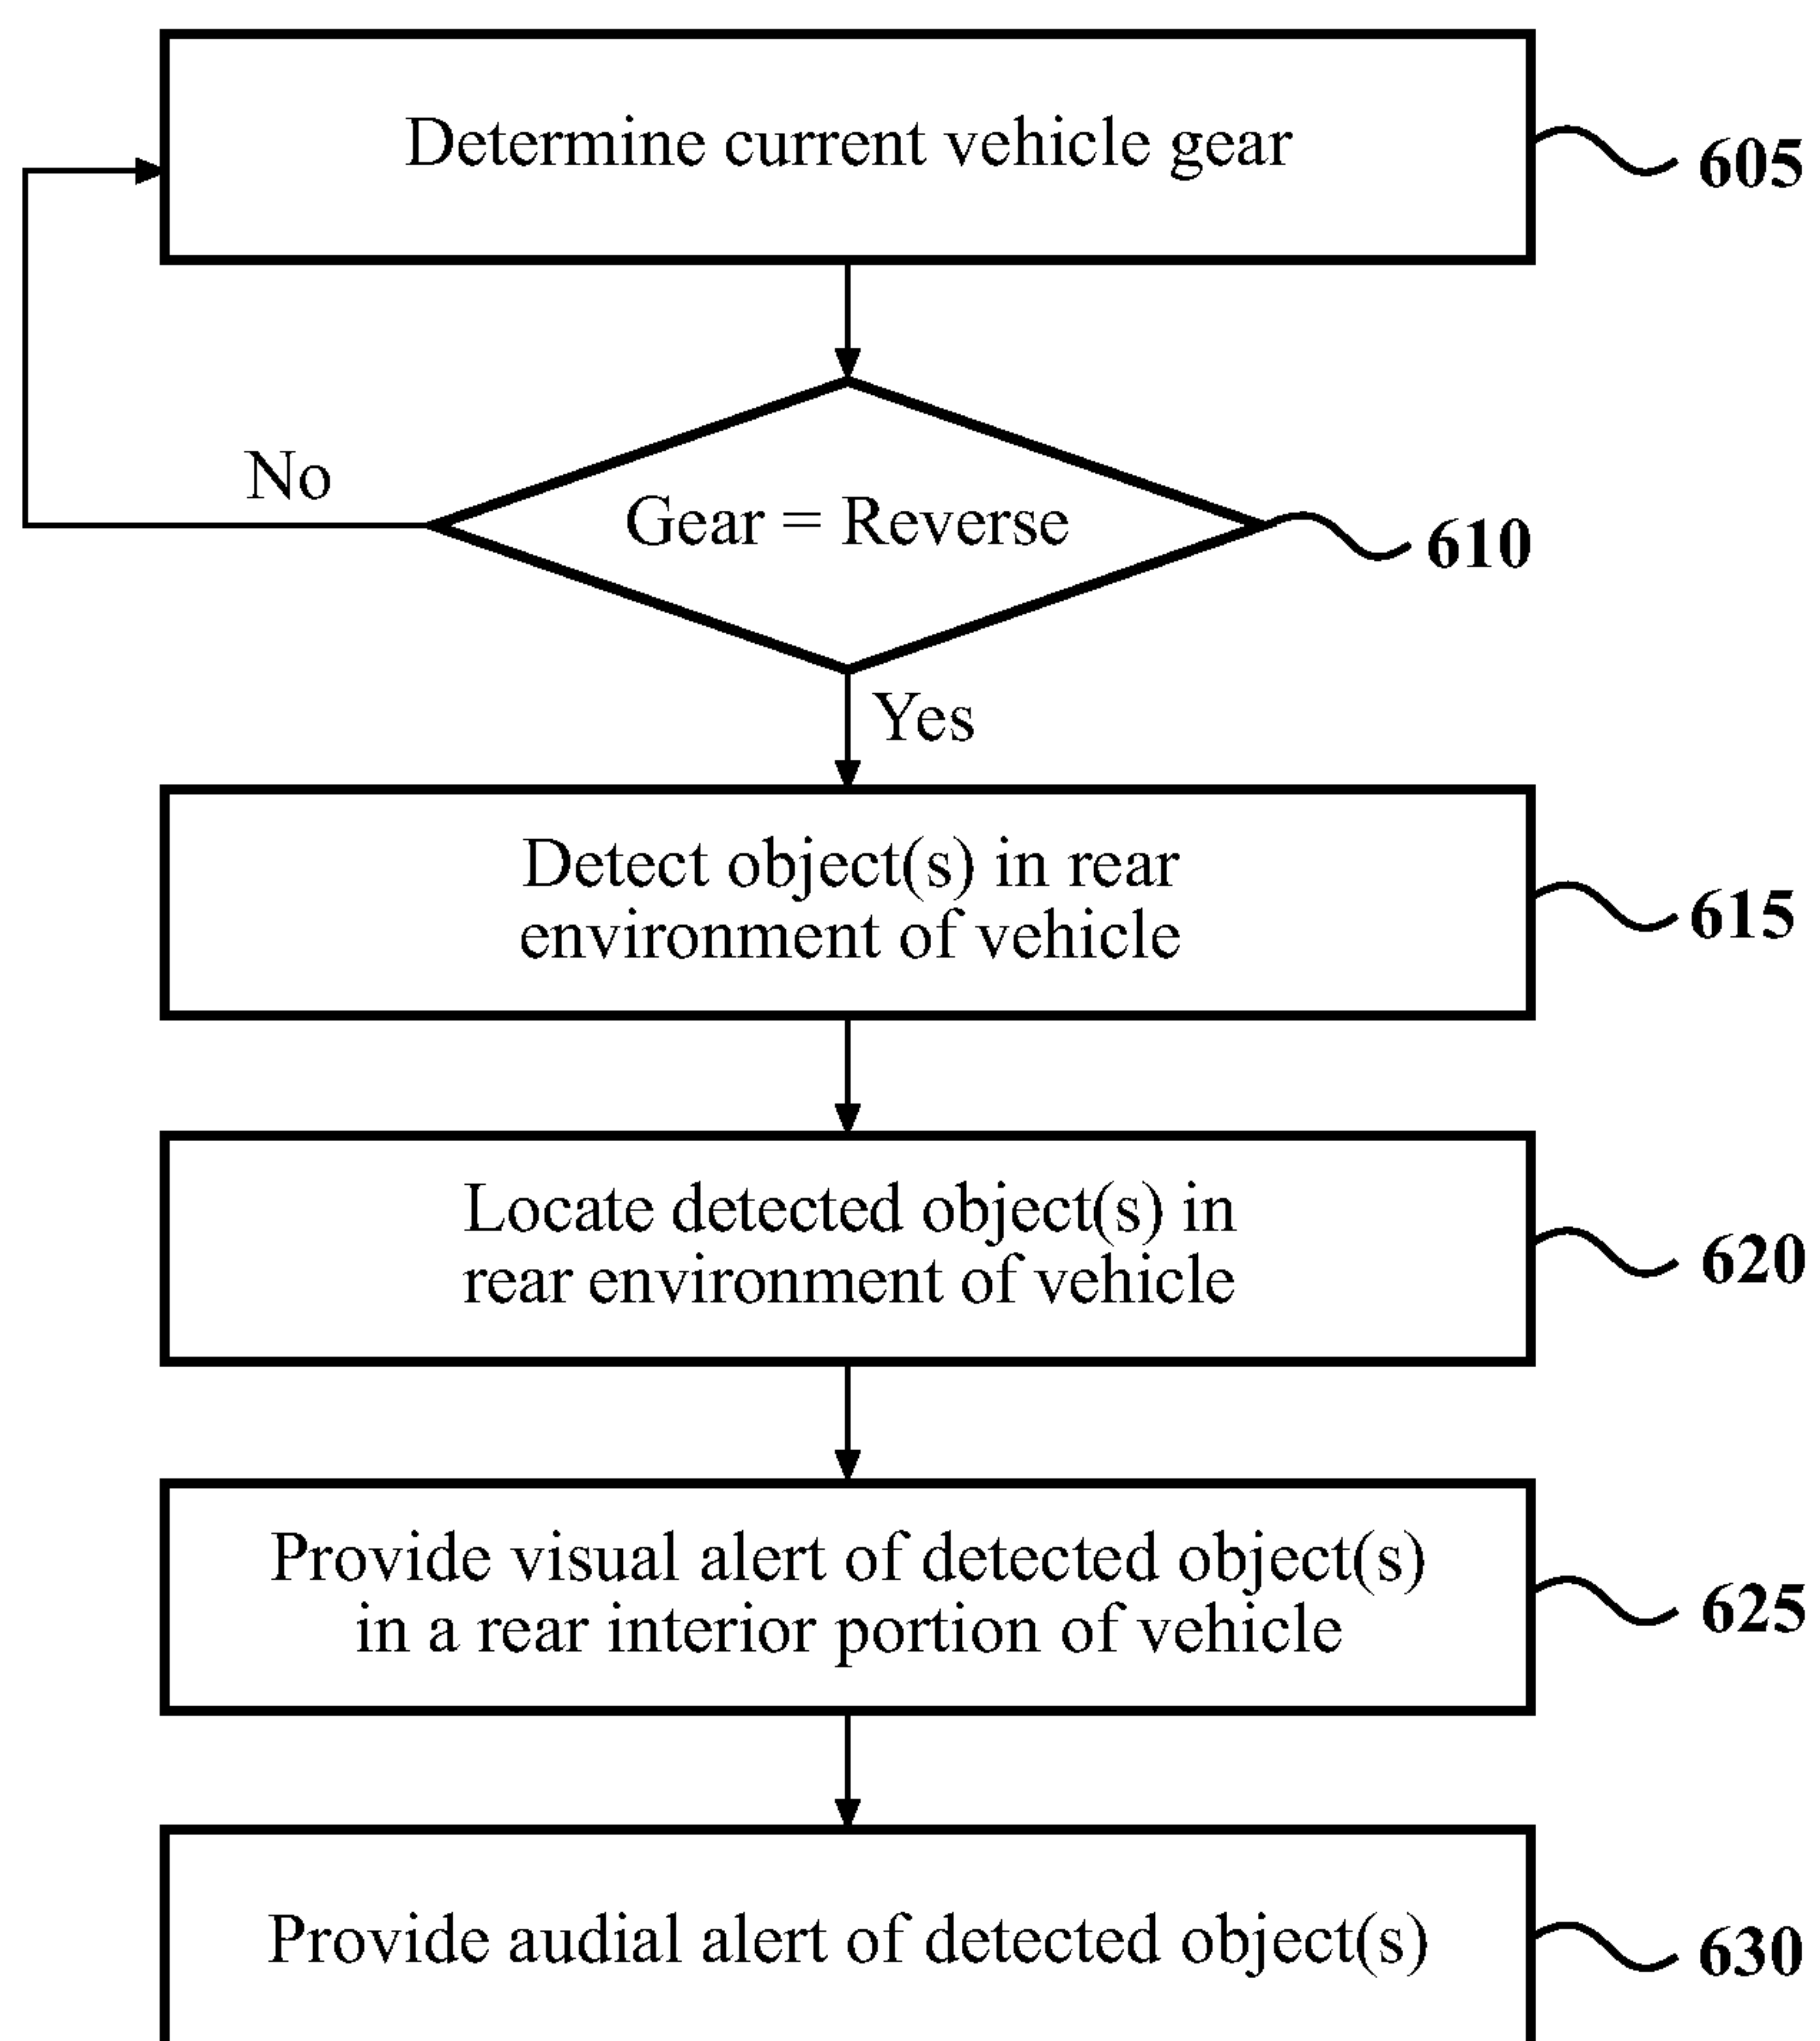 Determine current vehicle gear
605
No
Gear = Reverse
610
Yes
Detect object(s) in rear
environment of vehicle
615
Locate detected object(s) in
rear environment of vehicle
620
Provide visual alert of detected object(s)
in a rear interior portion of vehicle
625
Provide audial alert of detected object(s)
630